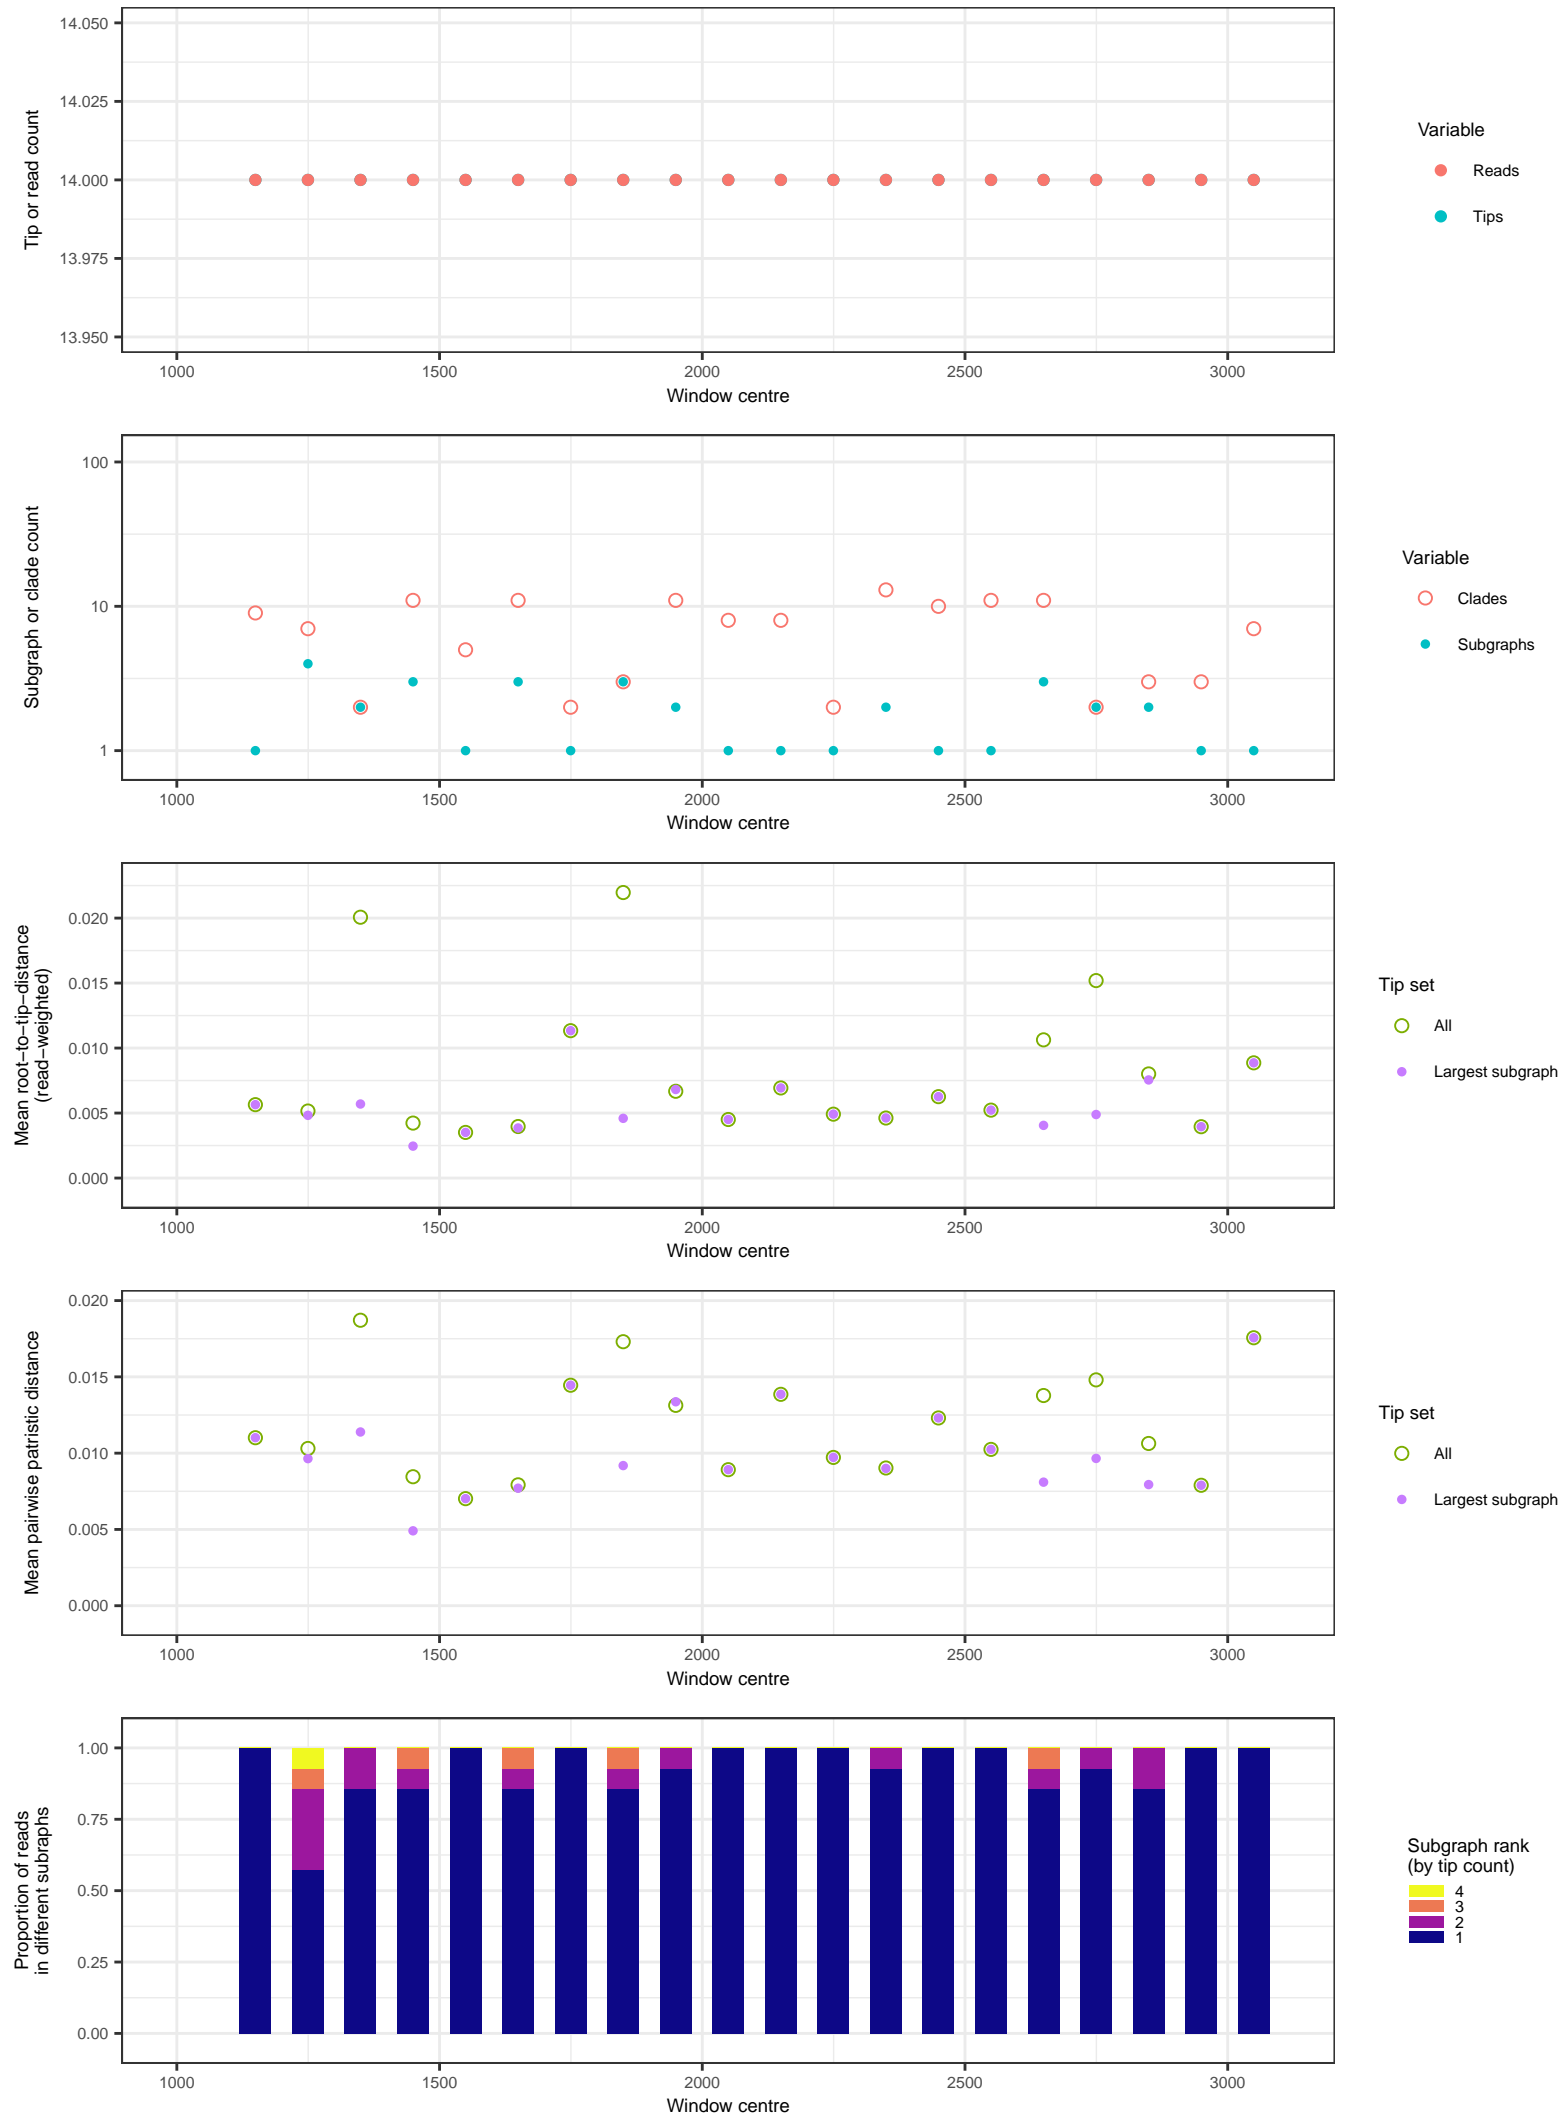 14.050
14.025
14.000
13.975
13.950
Tip or read count
1000 1500 2000 2500 3000
Window centre
Variable
Reads
Tips
100
10
1
Subgraph or clade count
1000 1500 2000 2500 3000
Window centre
Variable
Clades
Subgraphs
0.020
0.015
0.010
0.005
0.000
Mean root−to−tip−distance
(read−weighted)
1000 1500 2000 2500 3000
Window centre
Tip set
All
Largest subgraph
0.020
0.015
0.010
0.005
0.000
Mean pairwise patristic distance
1000 1500 2000 2500 3000
Window centre
Tip set
All
Largest subgraph
1.00
0.75
0.50
0.25
0.00
Proportion of reads
in different subraphs
1000 1500 2000 2500 3000
Window centre
Subgraph rank
(by tip count)
4
3
2
1